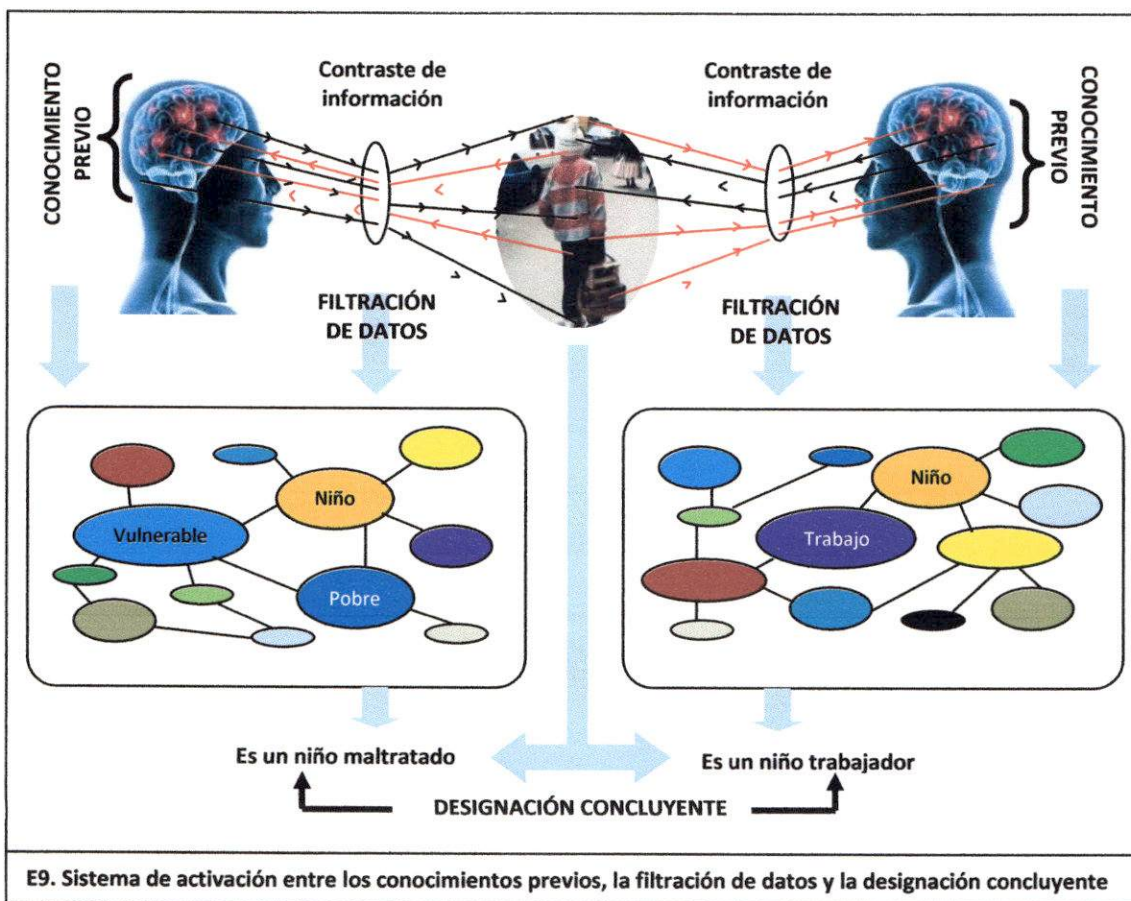 CONOCIMIENTO
PREVIO
Contraste de
información
Contraste de
información
CONOCIMIENTO
PREVIO
FILTRACIÓN
DE DATOS
FILTRACIÓN
DE DATOS
Niño
Vulnerable
Pobre
Niño
Trabajo
Es un niño maltratado
Es un niño trabajador
DESIGNACIÓN CONCLUYENTE
E9. Sistema de activación entre los conocimientos previos, la filtración de datos y la designación concluyente